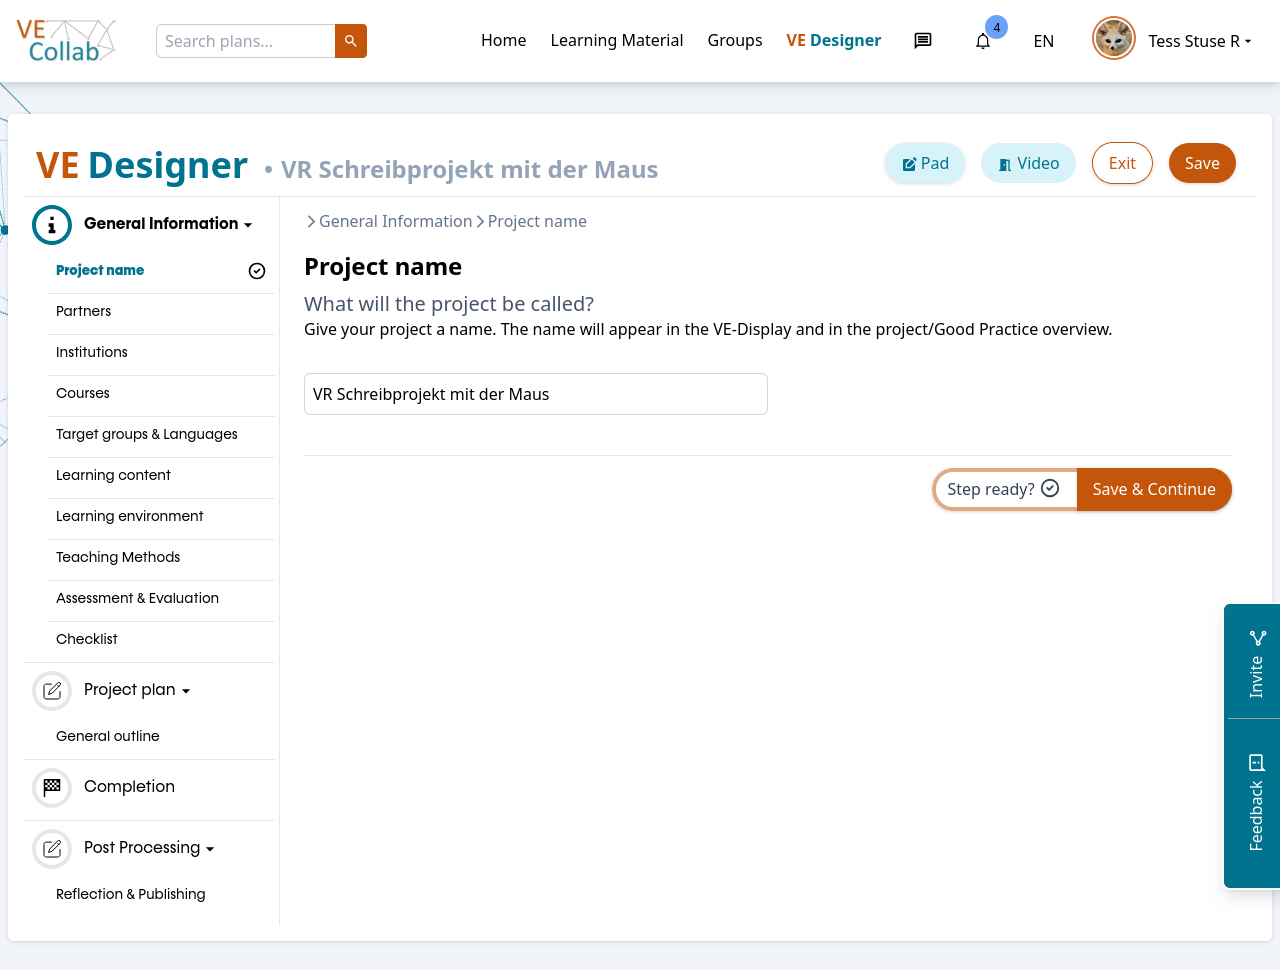 VE
Collab
Search plans...
Home
Learning Material
Groups
VE Designer
4
EN
Tess Stuse R
VE Designer • VR Schreibprojekt mit der Maus
Pad
Video
Exit
Save
General Information
Project name
Partners
Institutions
Courses
Target groups & Languages
Learning content
Learning environment
Teaching Methods
Assessment & Evaluation
Checklist
Project plan
General outline
Completion
Post Processing
Reflection & Publishing
General Information
Project name
Project name
What will the project be called?
Give your project a name. The name will appear in the VE-Display and in the project/Good Practice overview.
VR Schreibprojekt mit der Maus
Step ready?
Save & Continue
Invite
Feedback